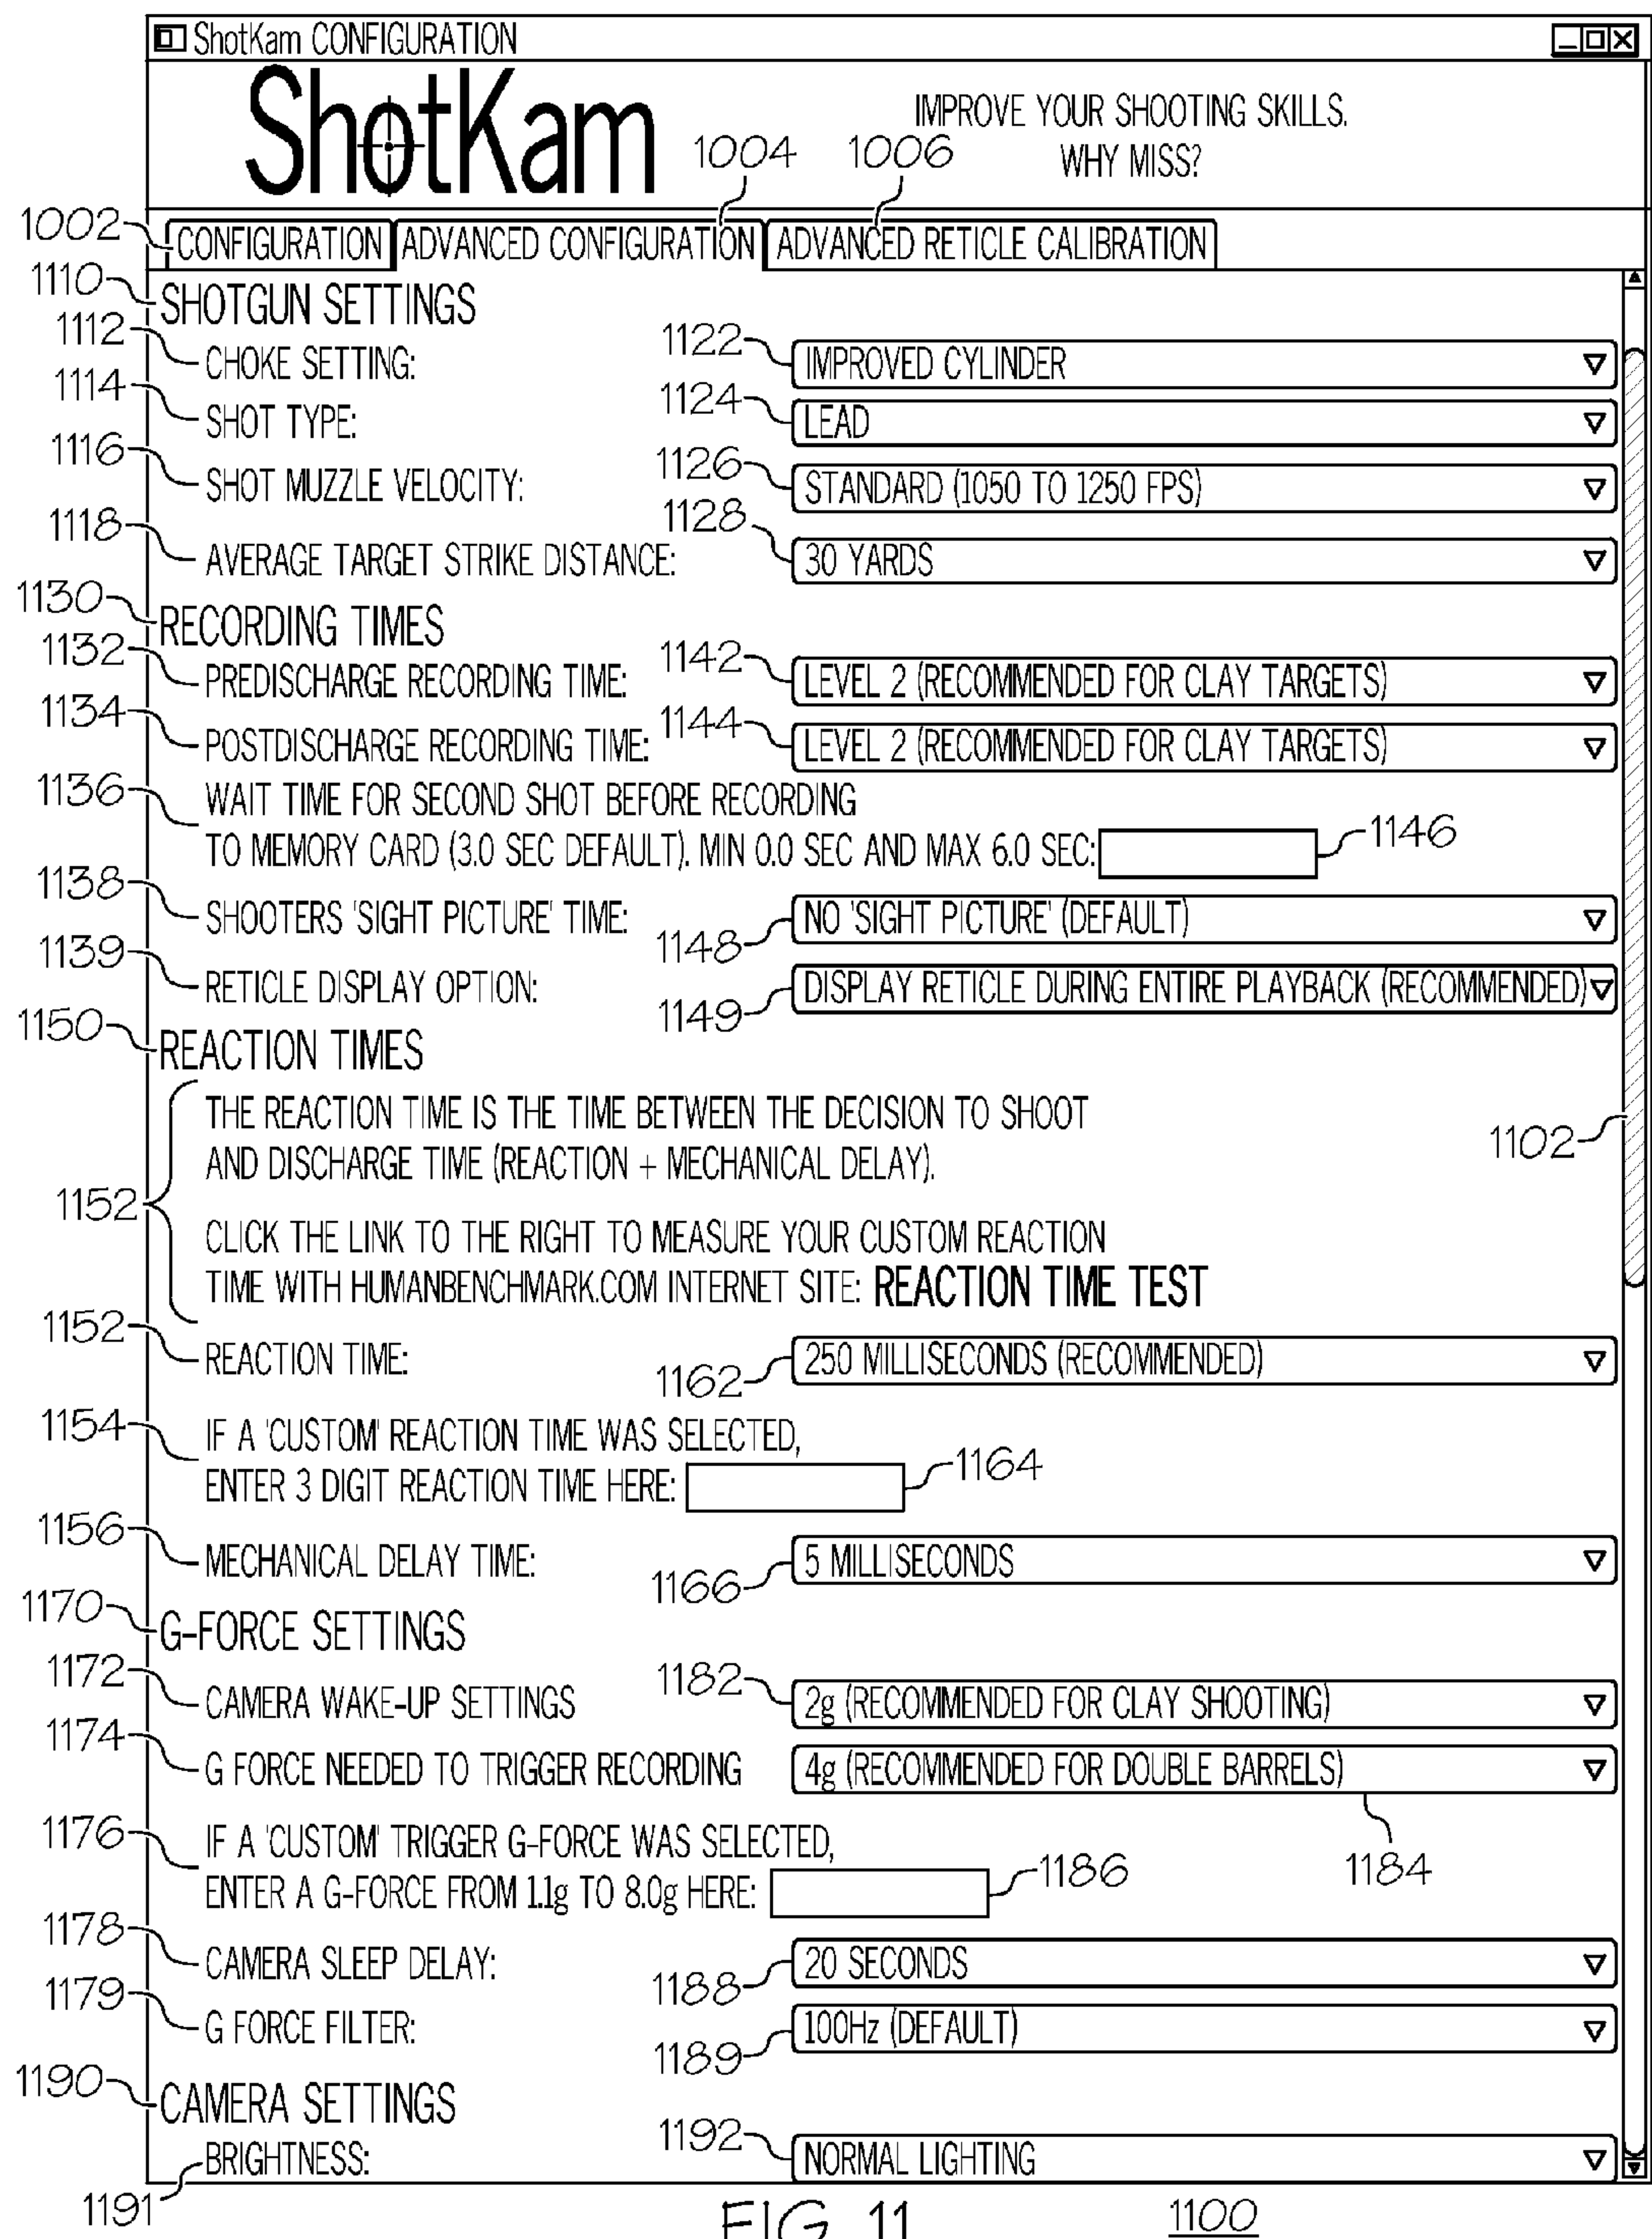 ShotKam CONFIGURATION
ShotKam
IMPROVE YOUR SHOOTING SKILLS.
WHY MISS?
1004 1006
1002 CONFIGURATION ADVANCED CONFIGURATION ADVANCED RETICLE CALIBRATION
1110 SHOTGUN SETTINGS
1112 CHOKE SETTING: 1122 IMPROVED CYLINDER
1114 SHOT TYPE: 1124 LEAD
1116 SHOT MUZZLE VELOCITY: 1126 STANDARD (1050 TO 1250 FPS)
1118 AVERAGE TARGET STRIKE DISTANCE: 1128 30 YARDS
1130 RECORDING TIMES
1132 PREDISCHARGE RECORDING TIME: 1142 LEVEL 2 (RECOMMENDED FOR CLAY TARGETS)
1134 POSTDISCHARGE RECORDING TIME: 1144 LEVEL 2 (RECOMMENDED FOR CLAY TARGETS)
1136 WAIT TIME FOR SECOND SHOT BEFORE RECORDING
TO MEMORY CARD (3.0 SEC DEFAULT). MIN 0.0 SEC AND MAX 6.0 SEC: 1146
1138 SHOOTERS 'SIGHT PICTURE' TIME: 1148 NO 'SIGHT PICTURE' (DEFAULT)
1139 RETICLE DISPLAY OPTION: 1149 DISPLAY RETICLE DURING ENTIRE PLAYBACK (RECOMMENDED)
1150 REACTION TIMES
THE REACTION TIME IS THE TIME BETWEEN THE DECISION TO SHOOT
AND DISCHARGE TIME (REACTION + MECHANICAL DELAY).
1102
1152
CLICK THE LINK TO THE RIGHT TO MEASURE YOUR CUSTOM REACTION
TIME WITH HUMANBENCHMARK.COM INTERNET SITE: REACTION TIME TEST
1152 REACTION TIME: 1162 250 MILLISECONDS (RECOMMENDED)
1154 IF A 'CUSTOM' REACTION TIME WAS SELECTED,
ENTER 3 DIGIT REACTION TIME HERE: 1164
1156 MECHANICAL DELAY TIME: 1166 5 MILLISECONDS
1170 G-FORCE SETTINGS
1172 CAMERA WAKE-UP SETTINGS 1182 2g (RECOMMENDED FOR CLAY SHOOTING)
1174 G FORCE NEEDED TO TRIGGER RECORDING 4g (RECOMMENDED FOR DOUBLE BARRELS)
1176 IF A 'CUSTOM' TRIGGER G-FORCE WAS SELECTED,
ENTER A G-FORCE FROM 1.1g TO 8.0g HERE: 1186 1184
1178 CAMERA SLEEP DELAY: 1188 20 SECONDS
1179 G FORCE FILTER: 1189 100Hz (DEFAULT)
1190 CAMERA SETTINGS
1191 BRIGHTNESS: 1192 NORMAL LIGHTING
FIG. 11 1100